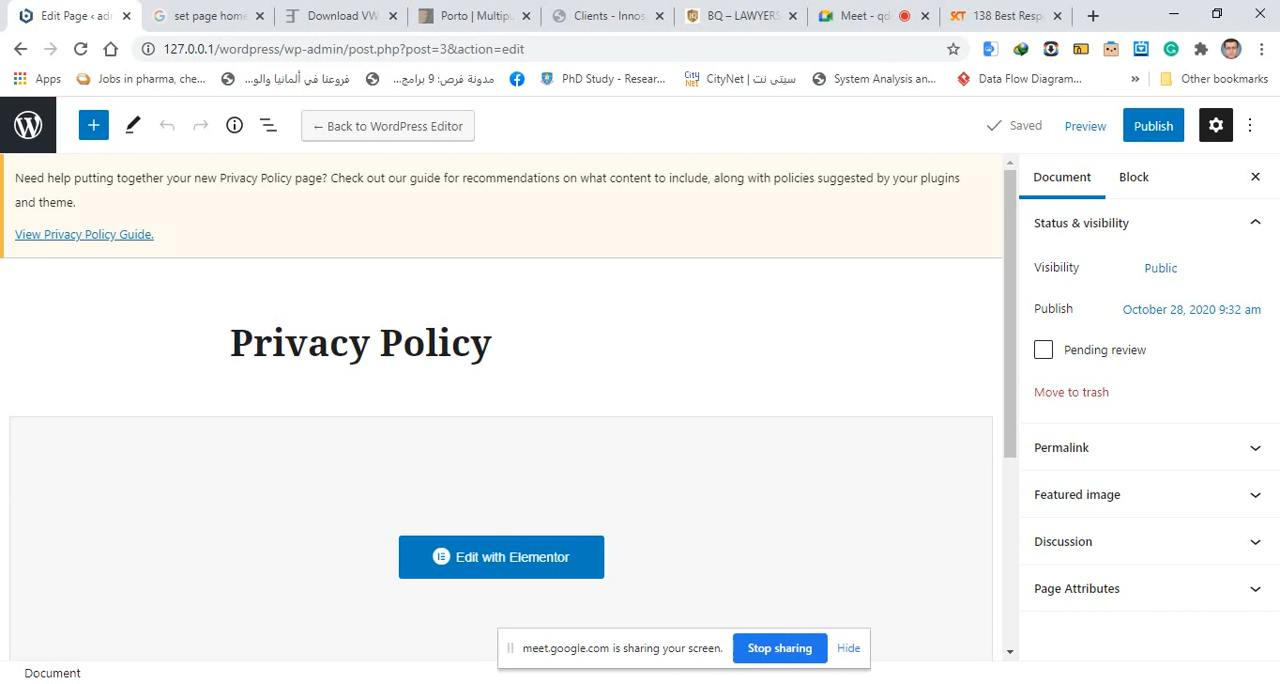 Edit Page ‹ adm
set page home
Download VW
Porto | Multipu
Clients - Innos
BQ – LAWYERS
Meet - qd
138 Best Resp
127.0.0.1/wordpress/wp-admin/post.php?post=3&action=edit
Apps
Jobs in pharma, che...
فروعنا في ألمانيا والو...
مدونة فرص: 9 برامج...
PhD Study - Resear...
CityNet | سيتي نت
System Analysis an...
Data Flow Diagram...
»
Other bookmarks
← Back to WordPress Editor
Saved
Preview
Publish
Need help putting together your new Privacy Policy page? Check out our guide for recommendations on what content to include, along with policies suggested by your plugins
and theme.
View Privacy Policy Guide.
Privacy Policy
Edit with Elementor
Document
Block
Status & visibility
Visibility
Public
Publish
October 28, 2020 9:32 am
Pending review
Move to trash
Permalink
Featured image
Discussion
Page Attributes
meet.google.com is sharing your screen.
Stop sharing
Hide
Document